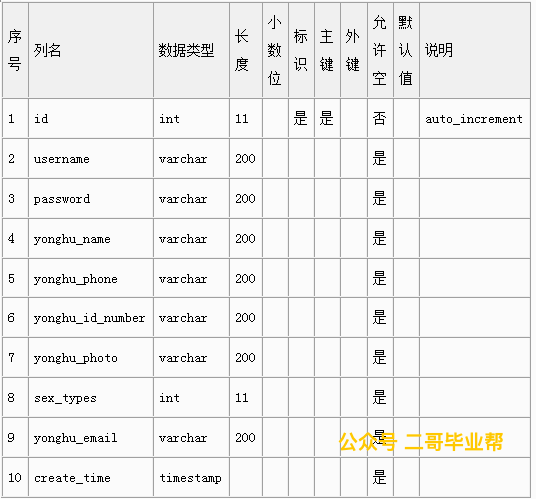 序号 列名 数据类型 长度 小数位 标识 主键 外键 允许空 默认值 说明
1 id int 11 是 是 否 auto_increment
2 username varchar 200 是
3 password varchar 200 是
4 yonghu_name varchar 200 是
5 yonghu_phone varchar 200 是
6 yonghu_id_number varchar 200 是
7 yonghu_photo varchar 200 是
8 sex_types int 11 是
9 yonghu_email varchar 200 是
公众号 二哥毕业帮
10 create_time timestamp 是